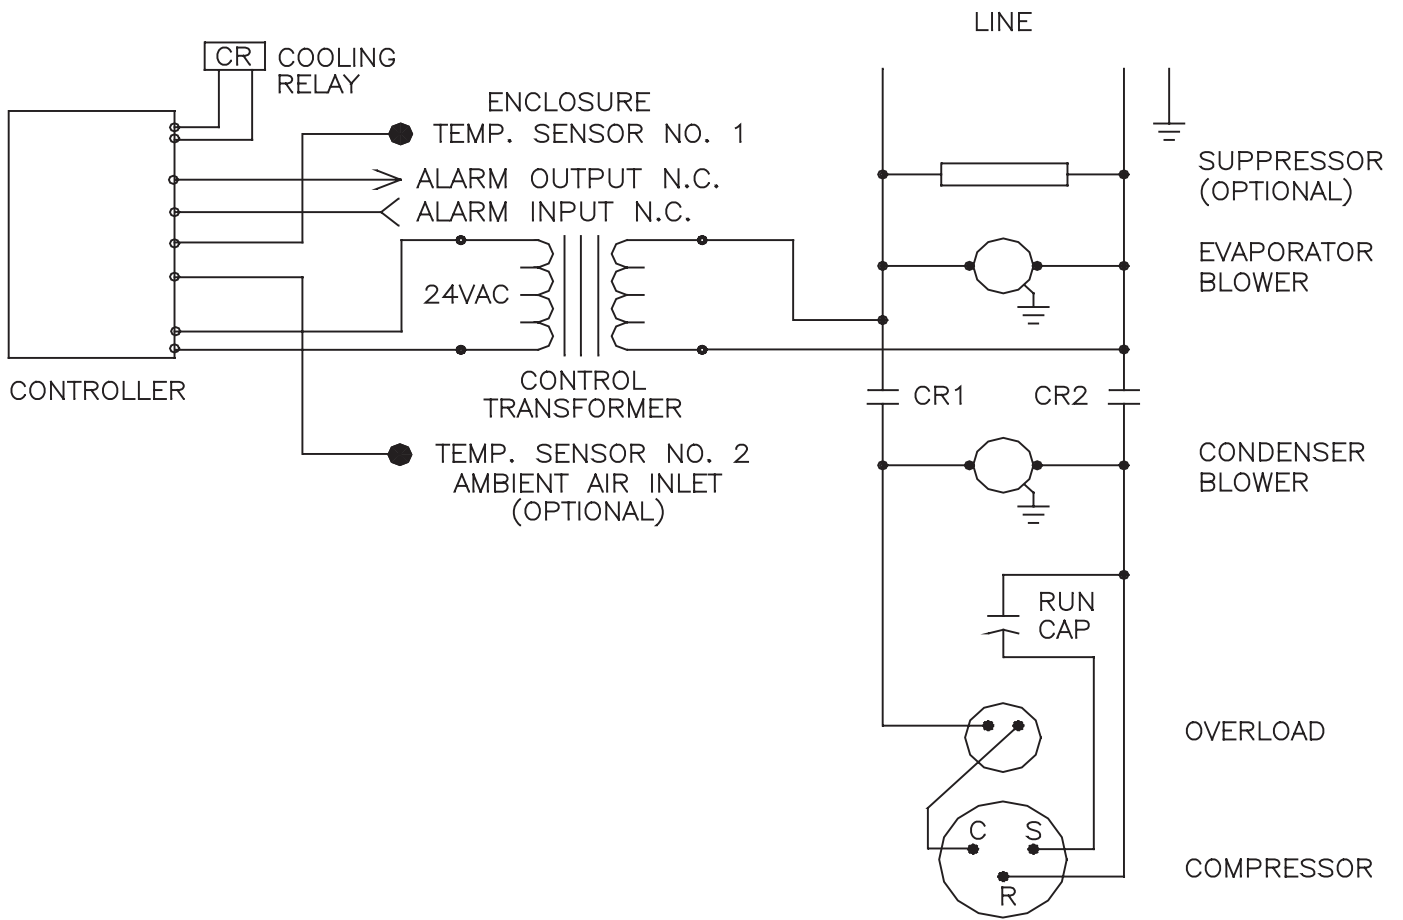 LINE
CR
COOLING
RELAY
ENCLOSURE
TEMP. SENSOR NO. 1
ALARM OUTPUT N.C.
ALARM INPUT N.C.
24VAC
CONTROLLER
CONTROL
TRANSFORMER
TEMP. SENSOR NO. 2
AMBIENT AIR INLET
(OPTIONAL)
SUPPRESSOR
(OPTIONAL)
EVAPORATOR
BLOWER
CR1
CR2
CONDENSER
BLOWER
RUN
CAP
OVERLOAD
C
S
R
COMPRESSOR